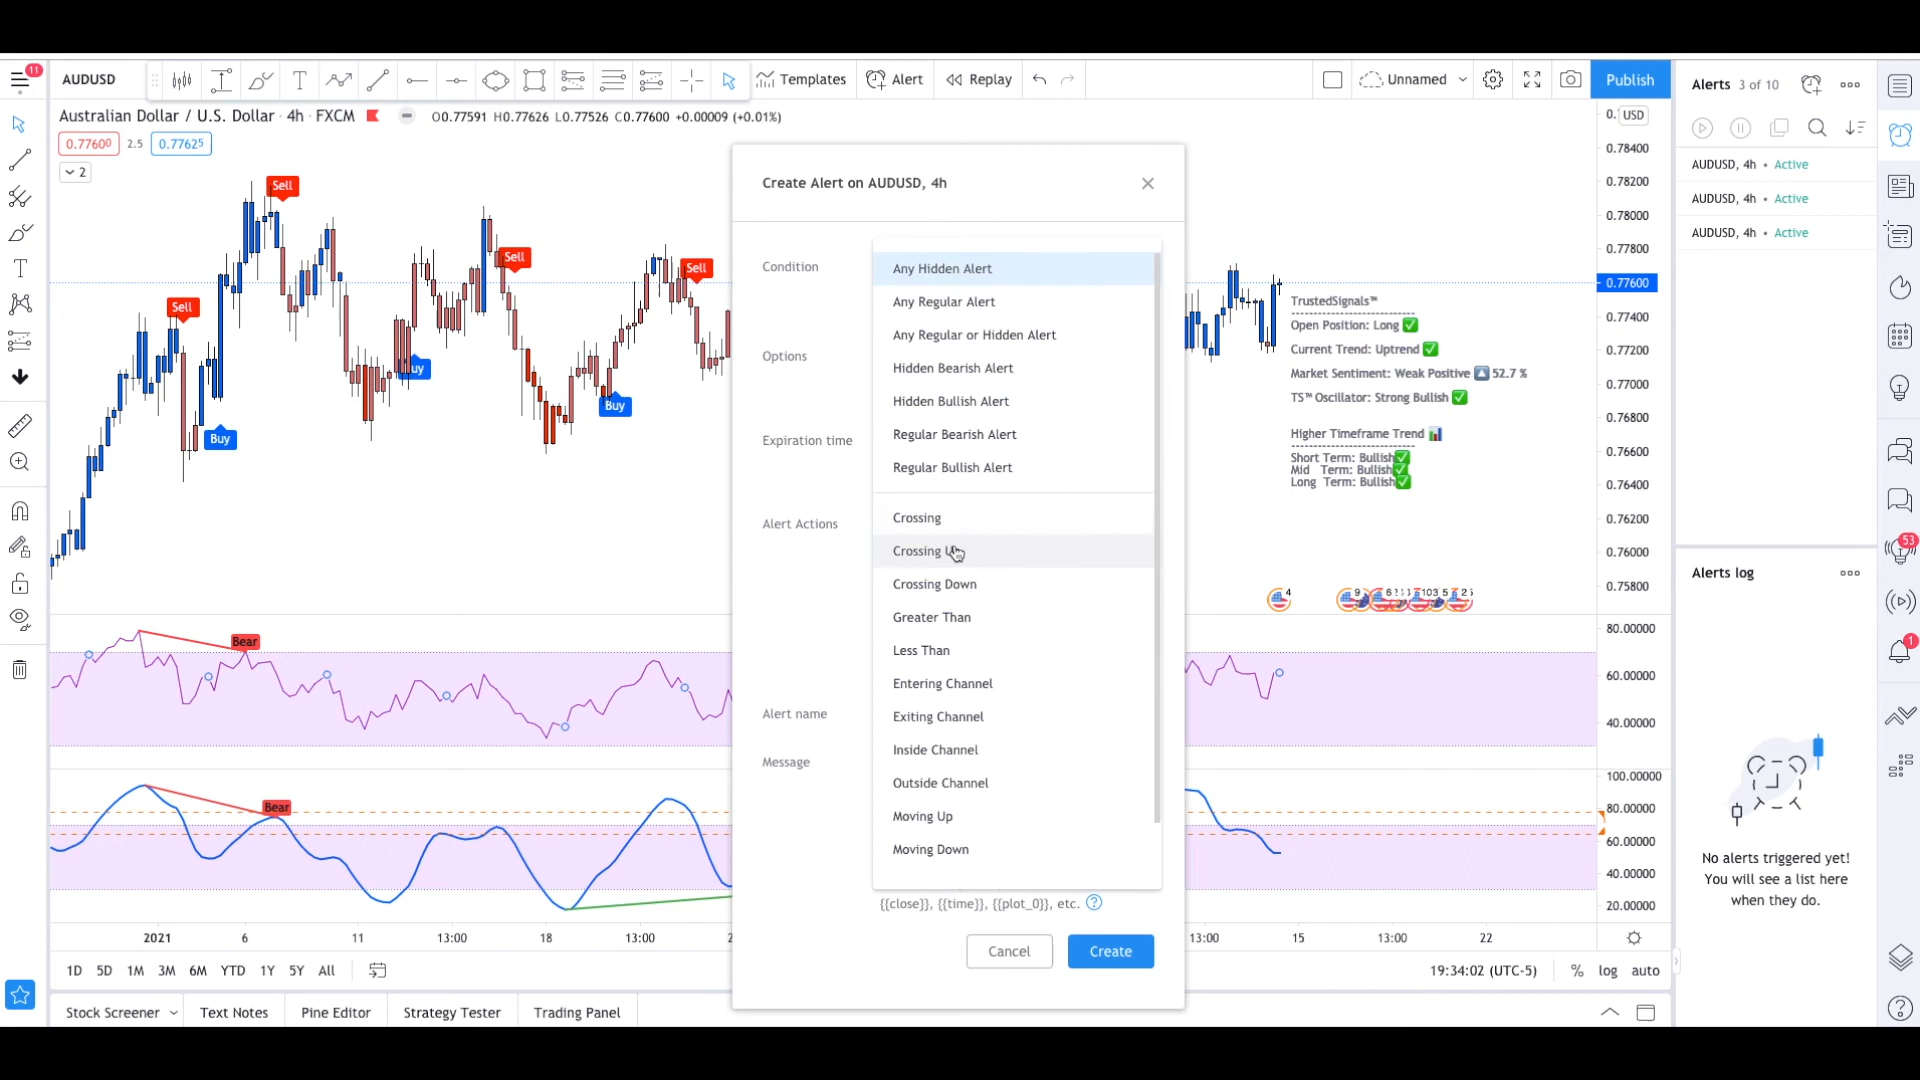 11
AUDUSD
Templates
Alert
Replay
Unnamed
Publish
Alerts 3 of 10
Australian Dollar / U.S. Dollar · 4h · FXCM
O0.77591 H0.77626 L0.77526 C0.77600 +0.00009 (+0.01%)
0.77600 2.5 0.77625
2
USD
AUDUSD, 4h • Active
AUDUSD, 4h • Active
AUDUSD, 4h • Active
0.78400
0.78200
0.78000
0.77800
0.77600
0.77400
0.77200
0.77000
0.76800
0.76600
0.76400
0.76200
0.76000
0.75800
Sell
Sell
Sell
Sell
Buy
Buy
uy
Create Alert on AUDUSD, 4h
Condition
Options
Expiration time
Alert Actions
Alert name
Message
Any Hidden Alert
Any Regular Alert
Any Regular or Hidden Alert
Hidden Bearish Alert
Hidden Bullish Alert
Regular Bearish Alert
Regular Bullish Alert
Crossing
Crossing
Crossing Down
Greater Than
Less Than
Entering Channel
Exiting Channel
Inside Channel
Outside Channel
Moving Up
Moving Down
{{close}}, {{time}}, {{plot_0}}, etc.
Cancel
Create
TrustedSignals™
Open Position: Long
Current Trend: Uptrend
Market Sentiment: Weak Positive 52.7 %
TS™ Oscillator: Strong Bullish
Higher Timeframe Trend
Short Term: Bullish
Mid Term: Bullish
Long Term: Bullish
4
9
Bear
80.00000
60.00000
40.00000
Bear
100.00000
80.00000
60.00000
40.00000
20.00000
2021 6 11 13:00 18 13:00
13:00 15 13:00 22
1D 5D 1M 3M 6M YTD 1Y 5Y All
19:34:02 (UTC-5) % log auto
Stock Screener Text Notes Pine Editor Strategy Tester Trading Panel
Alerts log
No alerts triggered yet!
You will see a list here
when they do.
53
1